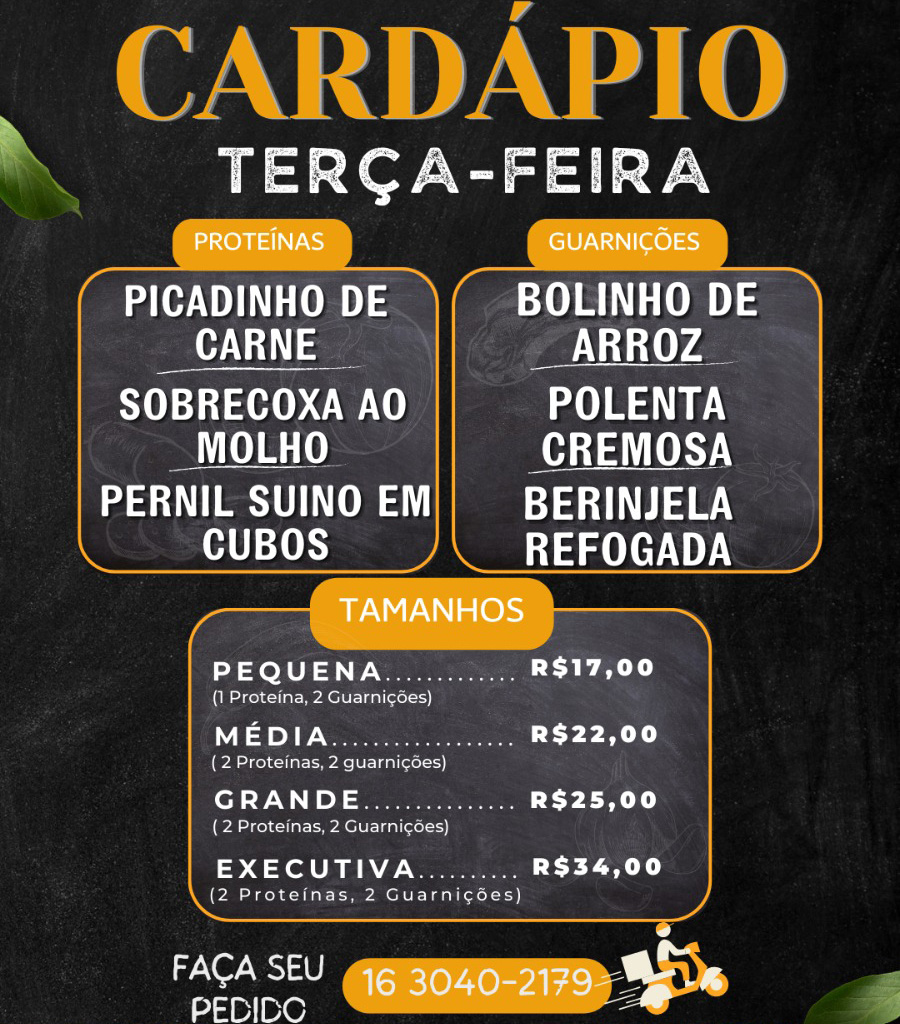 CARDÁPIO
TERÇA-FEIRA
PROTEÍNAS
PICADINHO DE
CARNE
SOBRECOXA AO
MOLHO
PERNIL SUINO EM
CUBOS
GUARNIÇÕES
BOLINHO DE
ARROZ
POLENTA
CREMOSA
BERINJELA
REFOGADA
TAMANHOS
PEQUENA............. R$17,00
(1 Proteína, 2 Guarnições)
MÉDIA.................. R$22,00
( 2 Proteínas, 2 guarnições)
GRANDE............... R$25,00
( 2 Proteínas, 2 Guarnições)
EXECUTIVA.......... R$34,00
(2 Proteínas, 2 Guarnições)
FAÇA SEU
PEDIDO
16 3040-2179